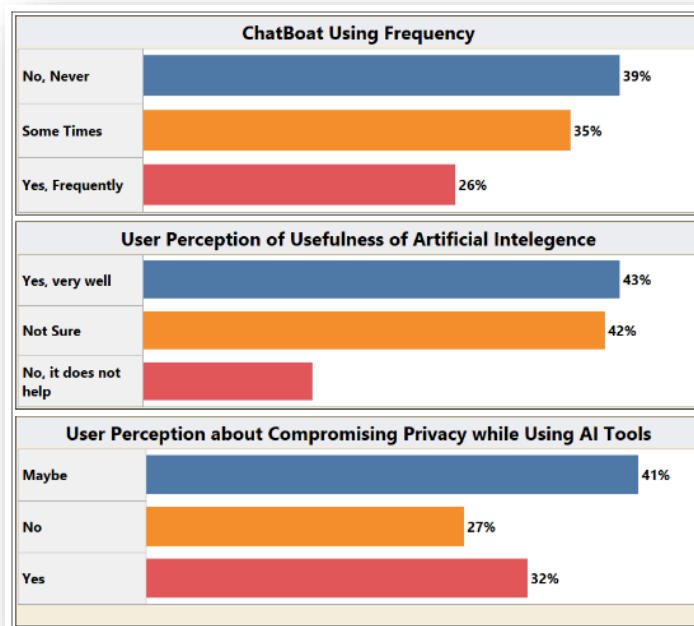 ChatBoat Using Frequency
No, Never
39%
Some Times
35%
Yes, Frequently
26%
User Perception of Usefulness of Artificial Intelegence
Yes, very well
43%
Not Sure
42%
No, it does not
help
User Perception about Compromising Privacy while Using AI Tools
Maybe
41%
No
27%
Yes
32%